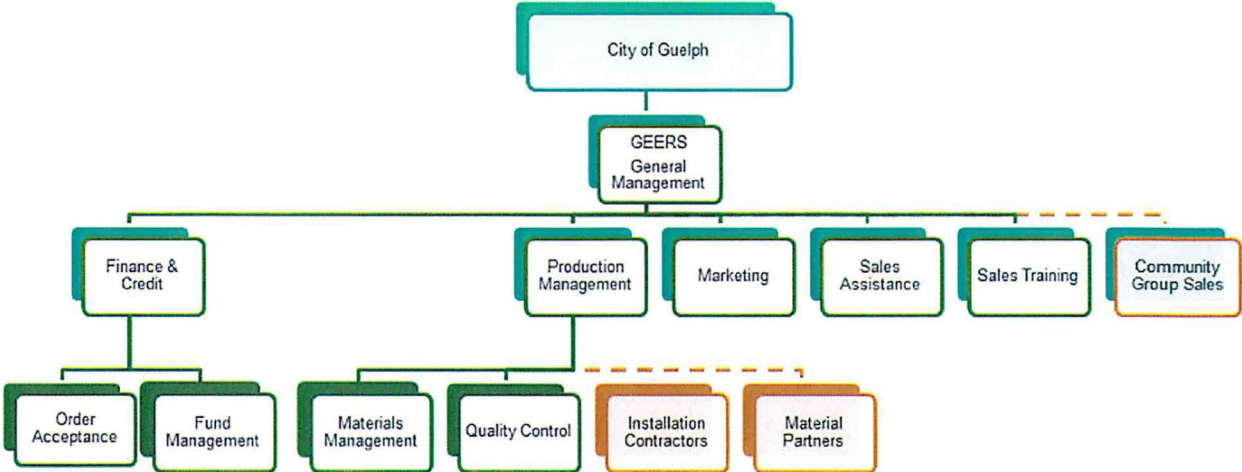 City of Guelph
GEERS
General
Management
Finance &
Credit
Production
Management
Marketing
Sales
Assistance
Sales Training
Community
Group Sales
Order
Acceptance
Fund
Management
Materials
Management
Quality Control
Installation
Contractors
Material
Partners